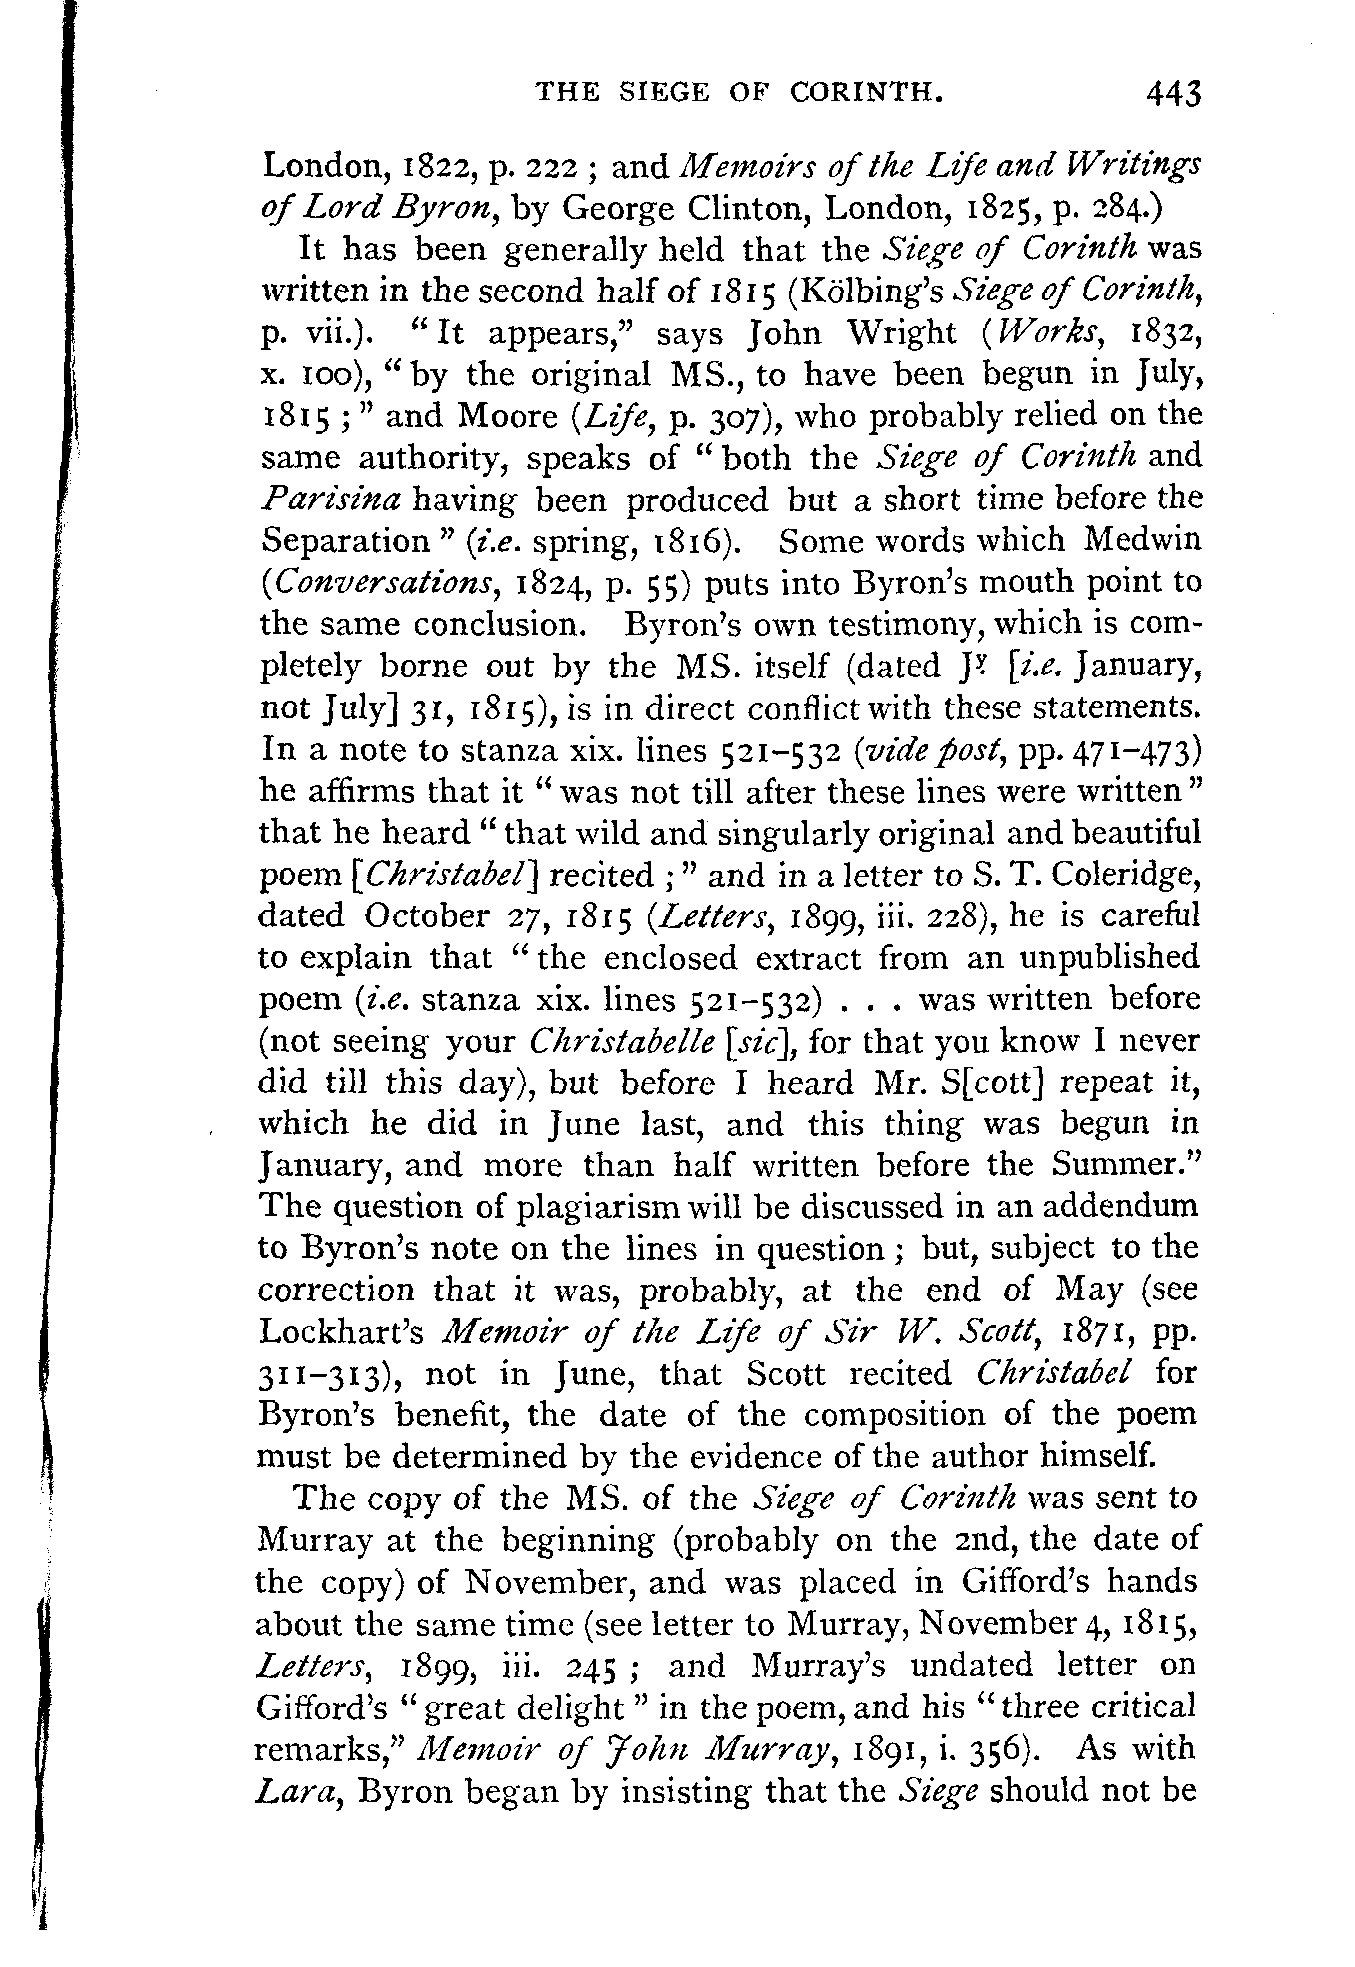 THE SIEGE OF CORINTH. 443
London, 1822, p. 222 ; and Memoirs of the Life and Writings
of Lord Byron, by George Clinton, London, 1825, p. 284.)
It has been generally held that the Siege of Corinth was
written in the second half of 1815 (Kölbing's Siege of Corinth,
p. vii.). “ It appears,” says John Wright (Works, 1832,
x. 100), “ by the original MS., to have been begun in July,
1815 ; ” and Moore (Life, p. 307), who probably relied on the
same authority, speaks of “ both the Siege of Corinth and
Parisina having been produced but a short time before the
Separation ” (i.e. spring, 1816). Some words which Medwin
(Conversations, 1824, p. 55) puts into Byron's mouth point to
the same conclusion. Byron's own testimony, which is com-
pletely borne out by the MS. itself (dated Jy. [i.e. January,
not July] 31, 1815), is in direct conflict with these statements.
In a note to stanza xix. lines 521–532 (vide post, pp. 471–473)
he affirms that it “ was not till after these lines were written ”
that he heard “ that wild and singularly original and beautiful
poem [Christabel] recited ; ” and in a letter to S. T. Coleridge,
dated October 27, 1815 (Letters, 1899, iii. 228), he is careful
to explain that “ the enclosed extract from an unpublished
poem (i.e. stanza xix. lines 521–532) . . . was written before
(not seeing your Christabelle [sic], for that you know I never
did till this day), but before I heard Mr. S[cott] repeat it,
which he did in June last, and this thing was begun in
January, and more than half written before the Summer.”
The question of plagiarism will be discussed in an addendum
to Byron's note on the lines in question ; but, subject to the
correction that it was, probably, at the end of May (see
Lockhart's Memoir of the Life of Sir W. Scott, 1871, pp.
311–313), not in June, that Scott recited Christabel for
Byron's benefit, the date of the composition of the poem
must be determined by the evidence of the author himself.
The copy of the MS. of the Siege of Corinth was sent to
Murray at the beginning (probably on the 2nd, the date of
the copy) of November, and was placed in Gifford's hands
about the same time (see letter to Murray, November 4, 1815,
Letters, 1899, iii. 245 ; and Murray's undated letter on
Gifford's “ great delight ” in the poem, and his “ three critical
remarks,” Memoir of John Murray, 1891, i. 356). As with
Lara, Byron began by insisting that the Siege should not be